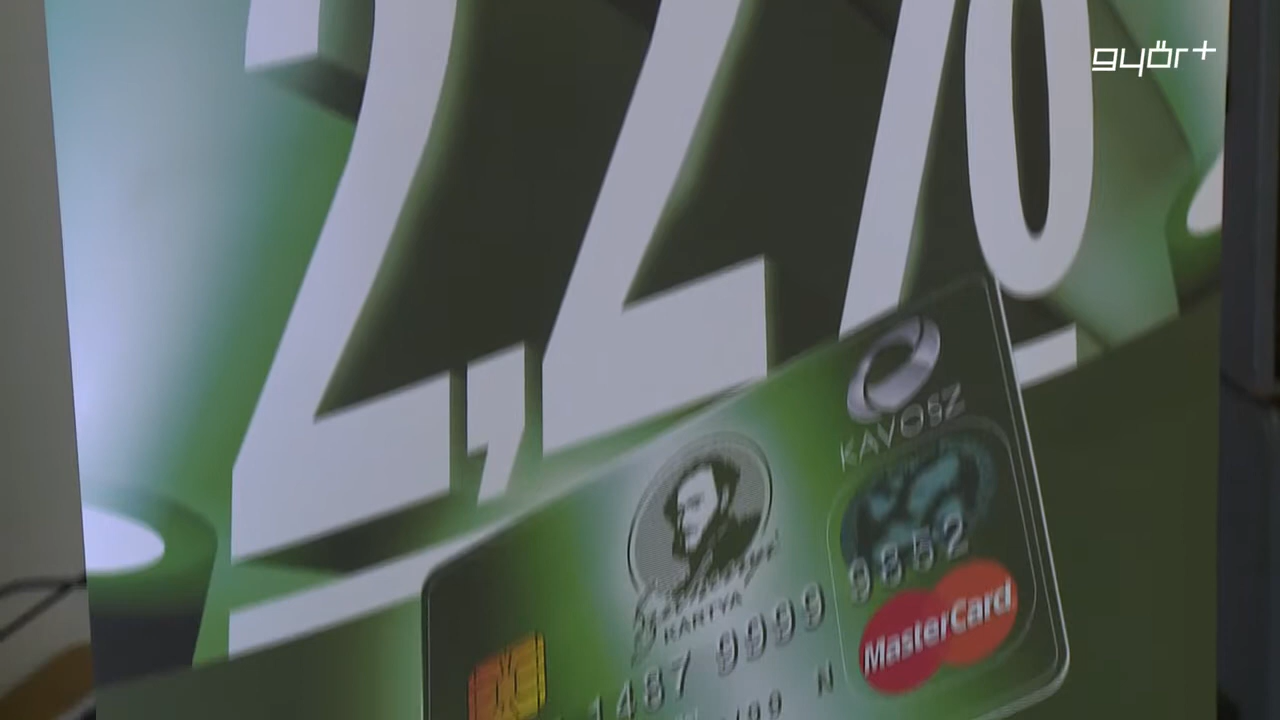 győr+
2,2%
KAVOSZ
KÁRTYA
9852
1487 9999
MasterCard